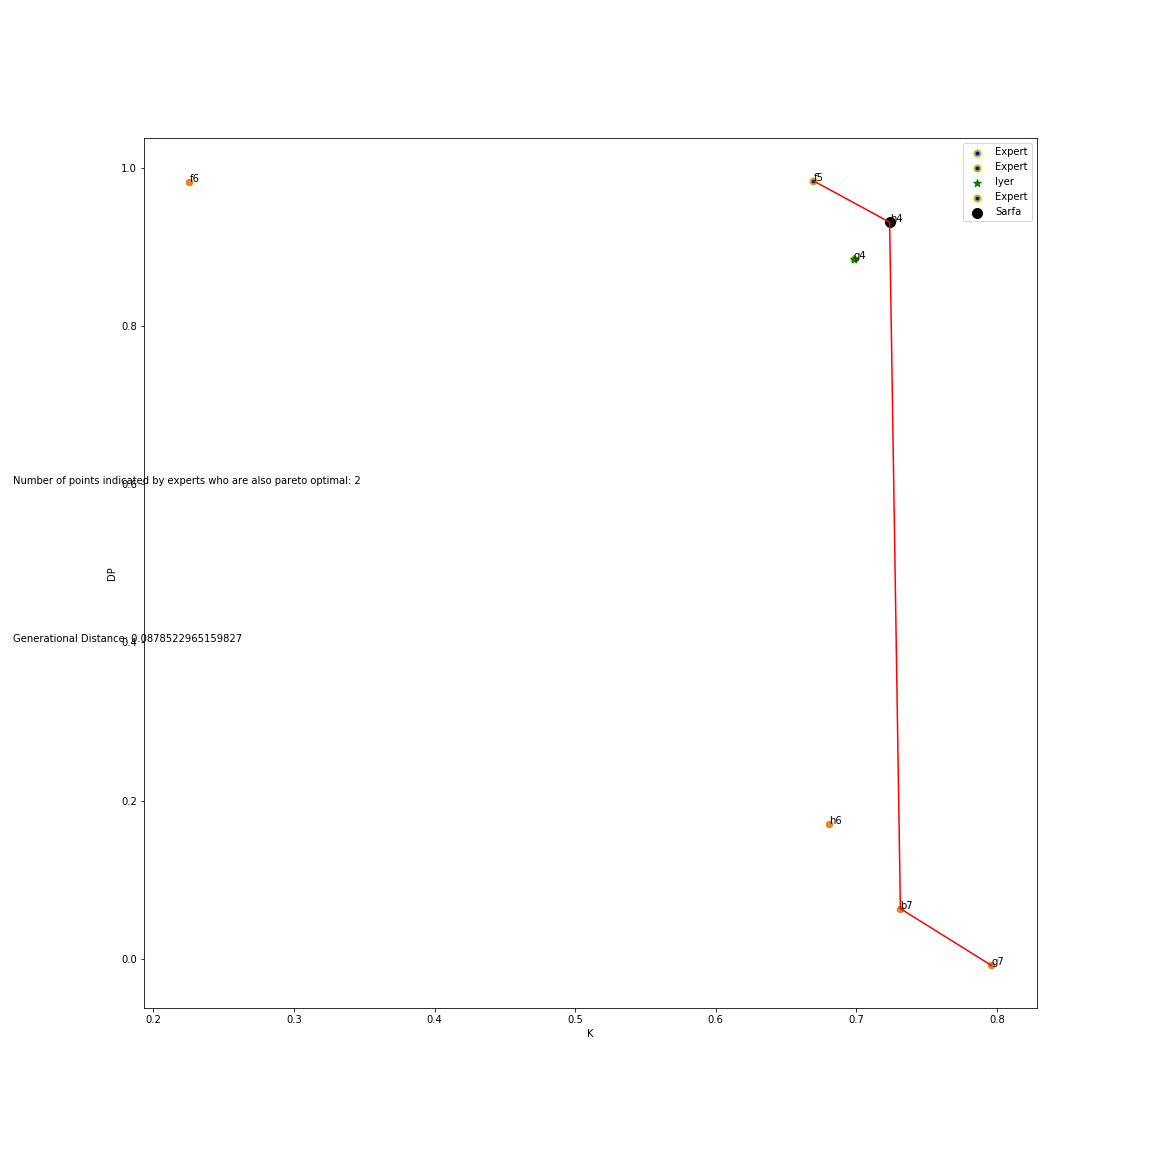 Expert
Expert
Iyer
Expert
Sarfa
1.0
0.8
0.6
0.4
0.2
0.0
f6
f5
h4
g4
Number of points indicated by experts who are also pareto optimal: 2
DP
Generational Distance: 0.0878522965159827
h6
b7
g7
0.2
0.3
0.4
0.5
0.6
0.7
0.8
K